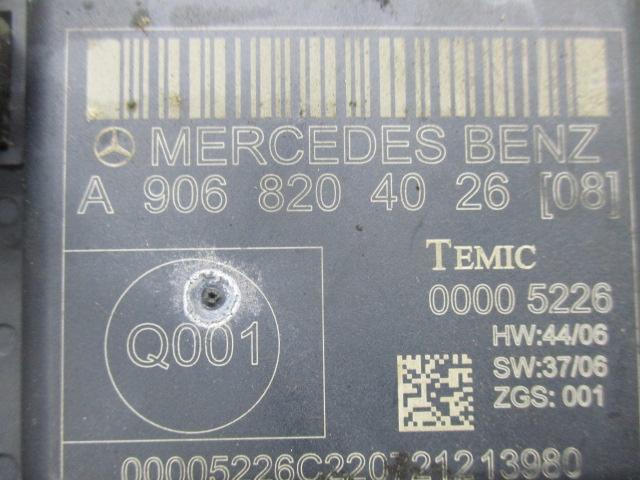 MERCEDES BENZ
A 906 820 40 26 [08]
TEMIC
0000 5226
HW:44/06
SW:37/06
ZGS: 001
Q001
00005226C220721213980